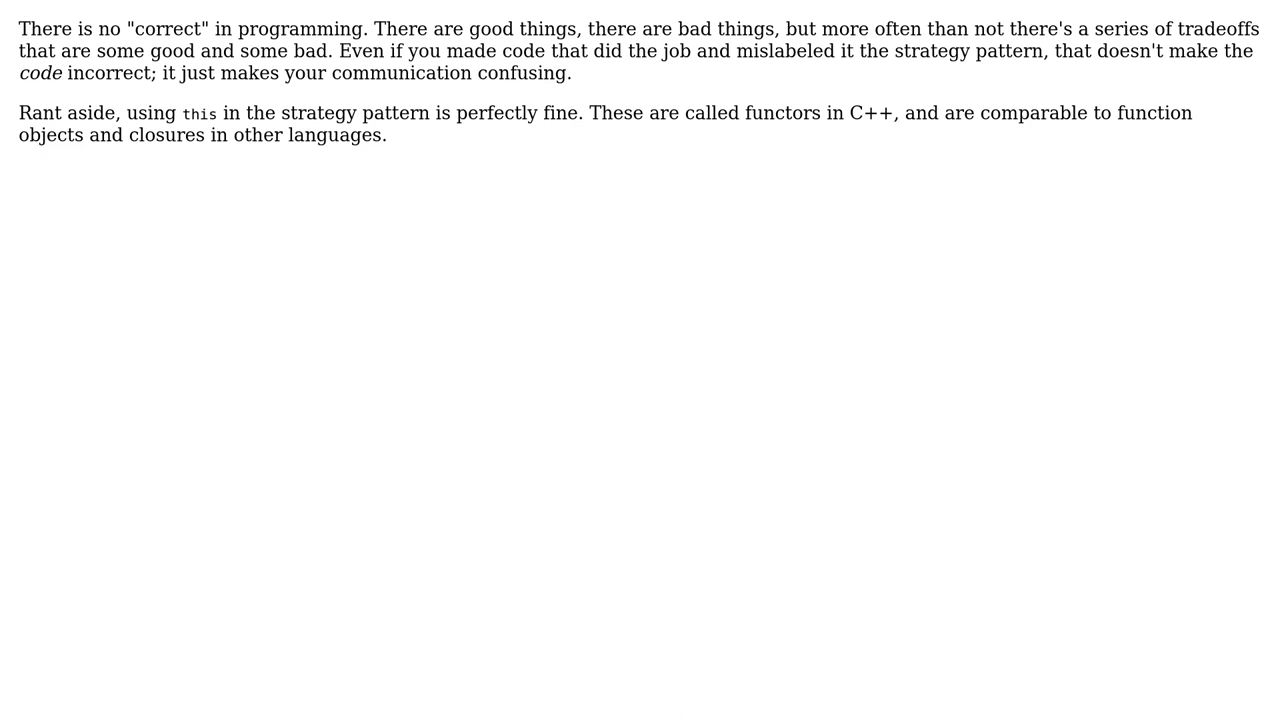 There is no "correct" in programming. There are good things, there are bad things, but more often than not there's a series of tradeoffs
that are some good and some bad. Even if you made code that did the job and mislabeled it the strategy pattern, that doesn't make the
code incorrect; it just makes your communication confusing.
Rant aside, using this in the strategy pattern is perfectly fine. These are called functors in C++, and are comparable to function
objects and closures in other languages.